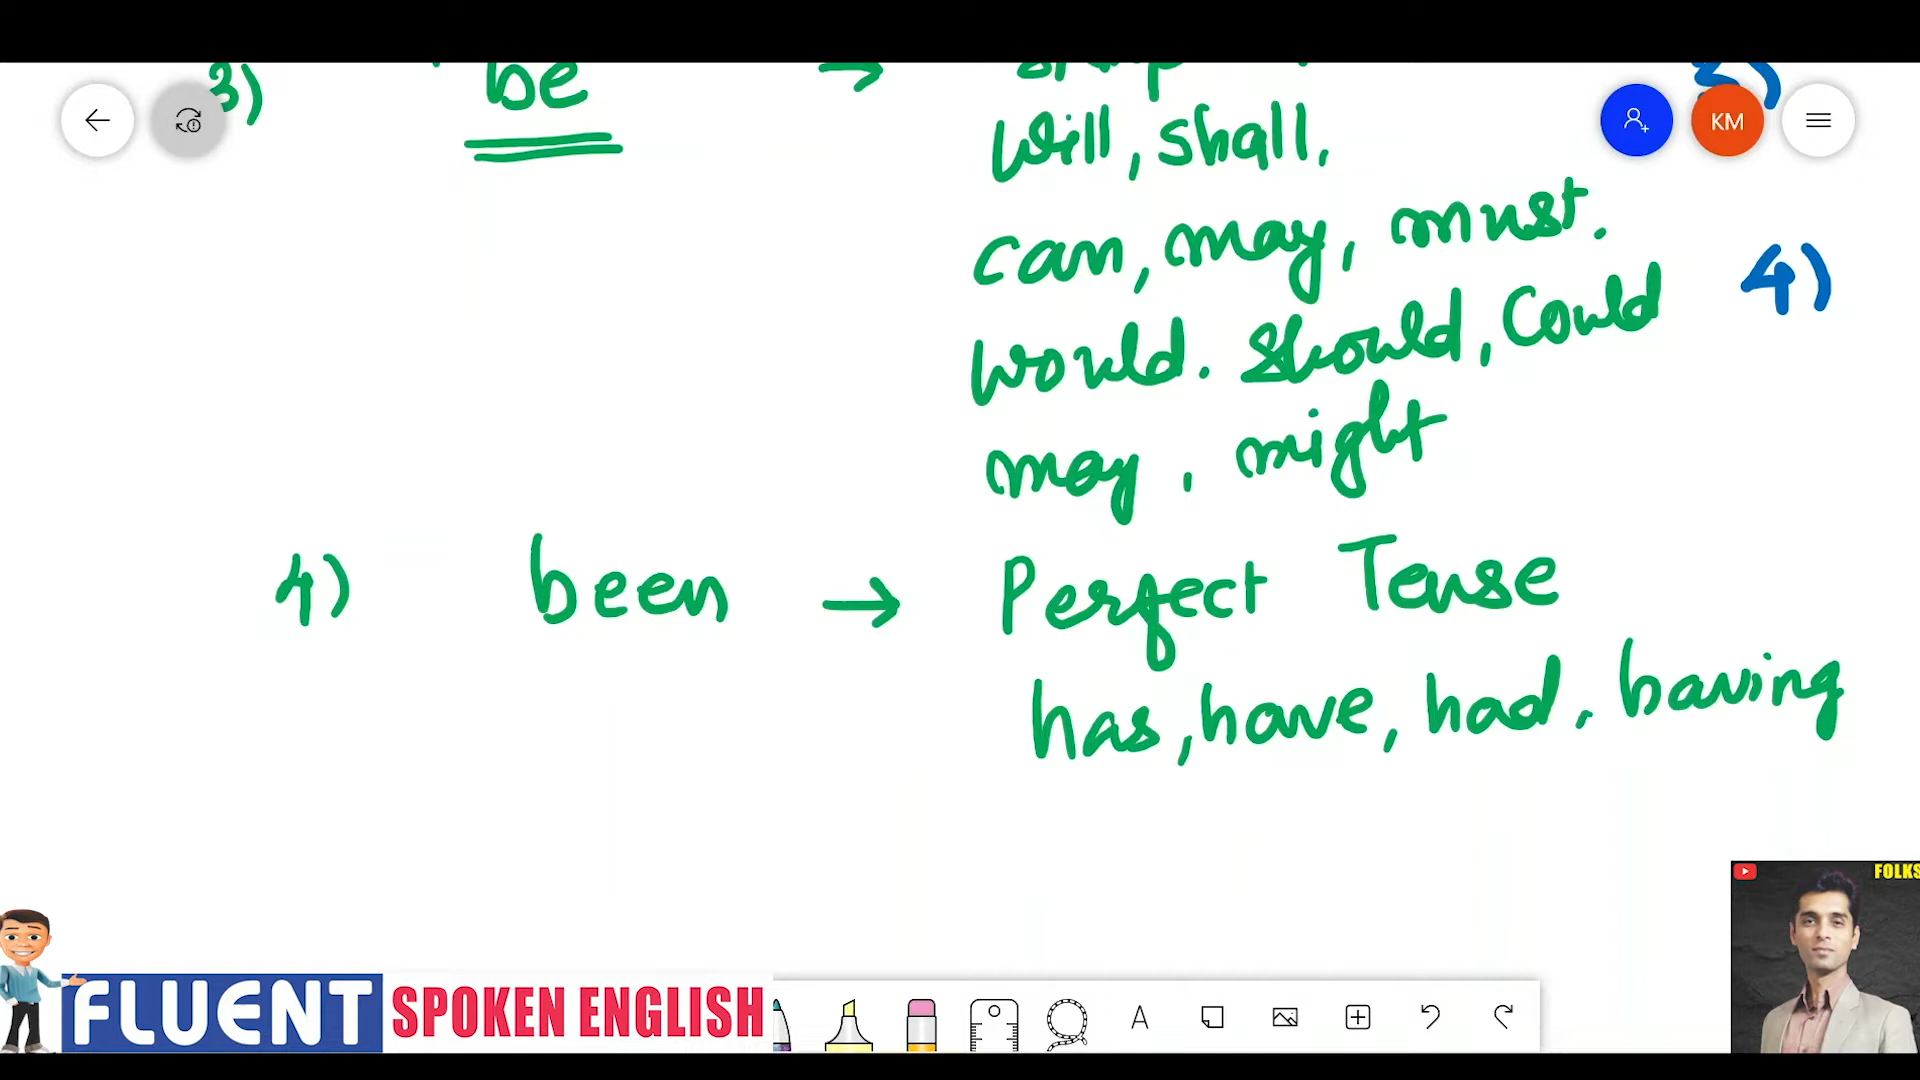 3) be →
will, shall.
can, may, must.
would. should, could
4)
may, might
4) been → Perfect Tense
has, have, had, baving
KM
FOLKS
FLUENT SPOKEN ENGLISH
A